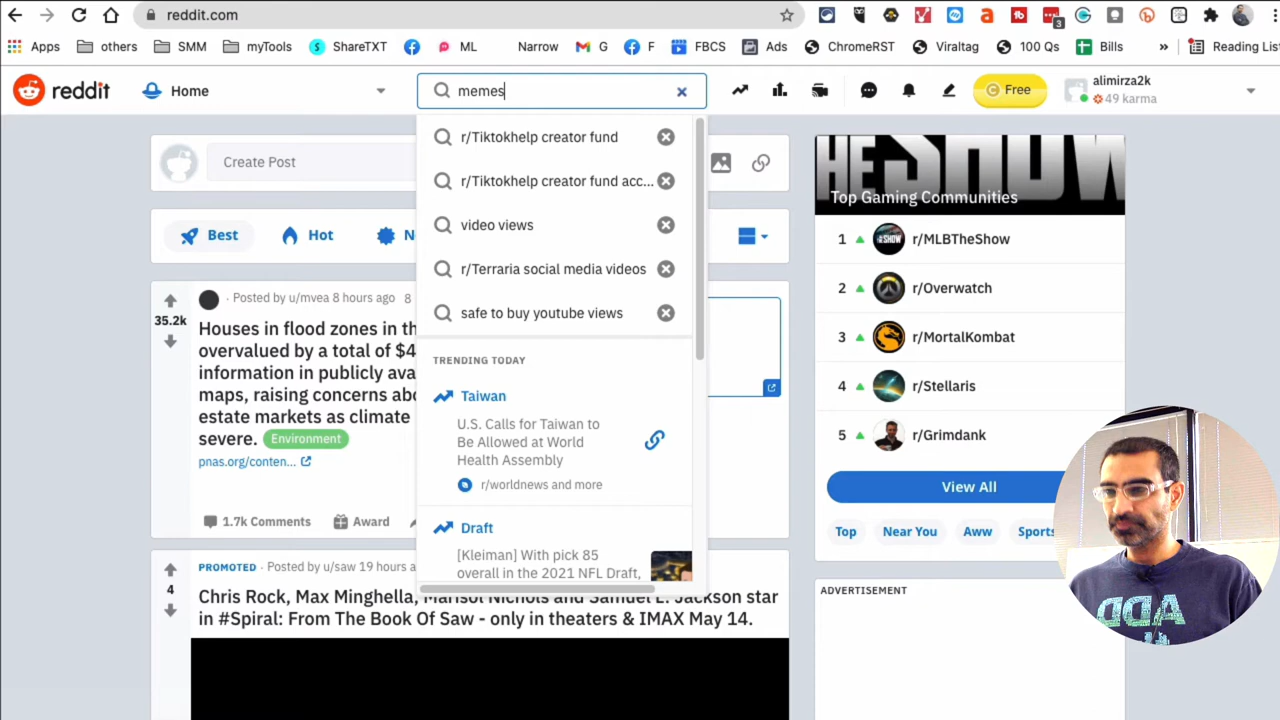 reddit.com
3
Apps
others
SMM
myTools
ShareTXT
ML
Narrow
G
F
FBCS
Ads
ChromeRST
Viraltag
100 Qs
Bills
»
Reading List
reddit
Home
memes
Free
alimirza2k
49 karma
r/Tiktokhelp creator fund
r/Tiktokhelp creator fund acc...
video views
r/Terraria social media videos
safe to buy youtube views
TRENDING TODAY
Taiwan
U.S. Calls for Taiwan to
Be Allowed at World
Health Assembly
r/worldnews and more
Draft
[Kleiman] With pick 85
overall in the 2021 NFL Draft,
Create Post
Best
Hot
N
35.2k
Posted by u/mvea 8 hours ago 8
Houses in flood zones in th
overvalued by a total of $4
information in publicly ava
maps, raising concerns abo
estate markets as climate
severe. Environment
pnas.org/conten...
1.7k Comments
Award
4
PROMOTED · Posted by u/saw 19 hours a
Chris Rock, Max Minghella, Marisol Nichols and Samuel L. Jackson star
in #Spiral: From The Book Of Saw - only in theaters & IMAX May 14.
HE SHOW
Top Gaming Communities
1 r/MLBTheShow
2 r/Overwatch
3 r/MortalKombat
4 r/Stellaris
5 r/Grimdank
View All
Top
Near You
Aww
Sports
ADVERTISEMENT